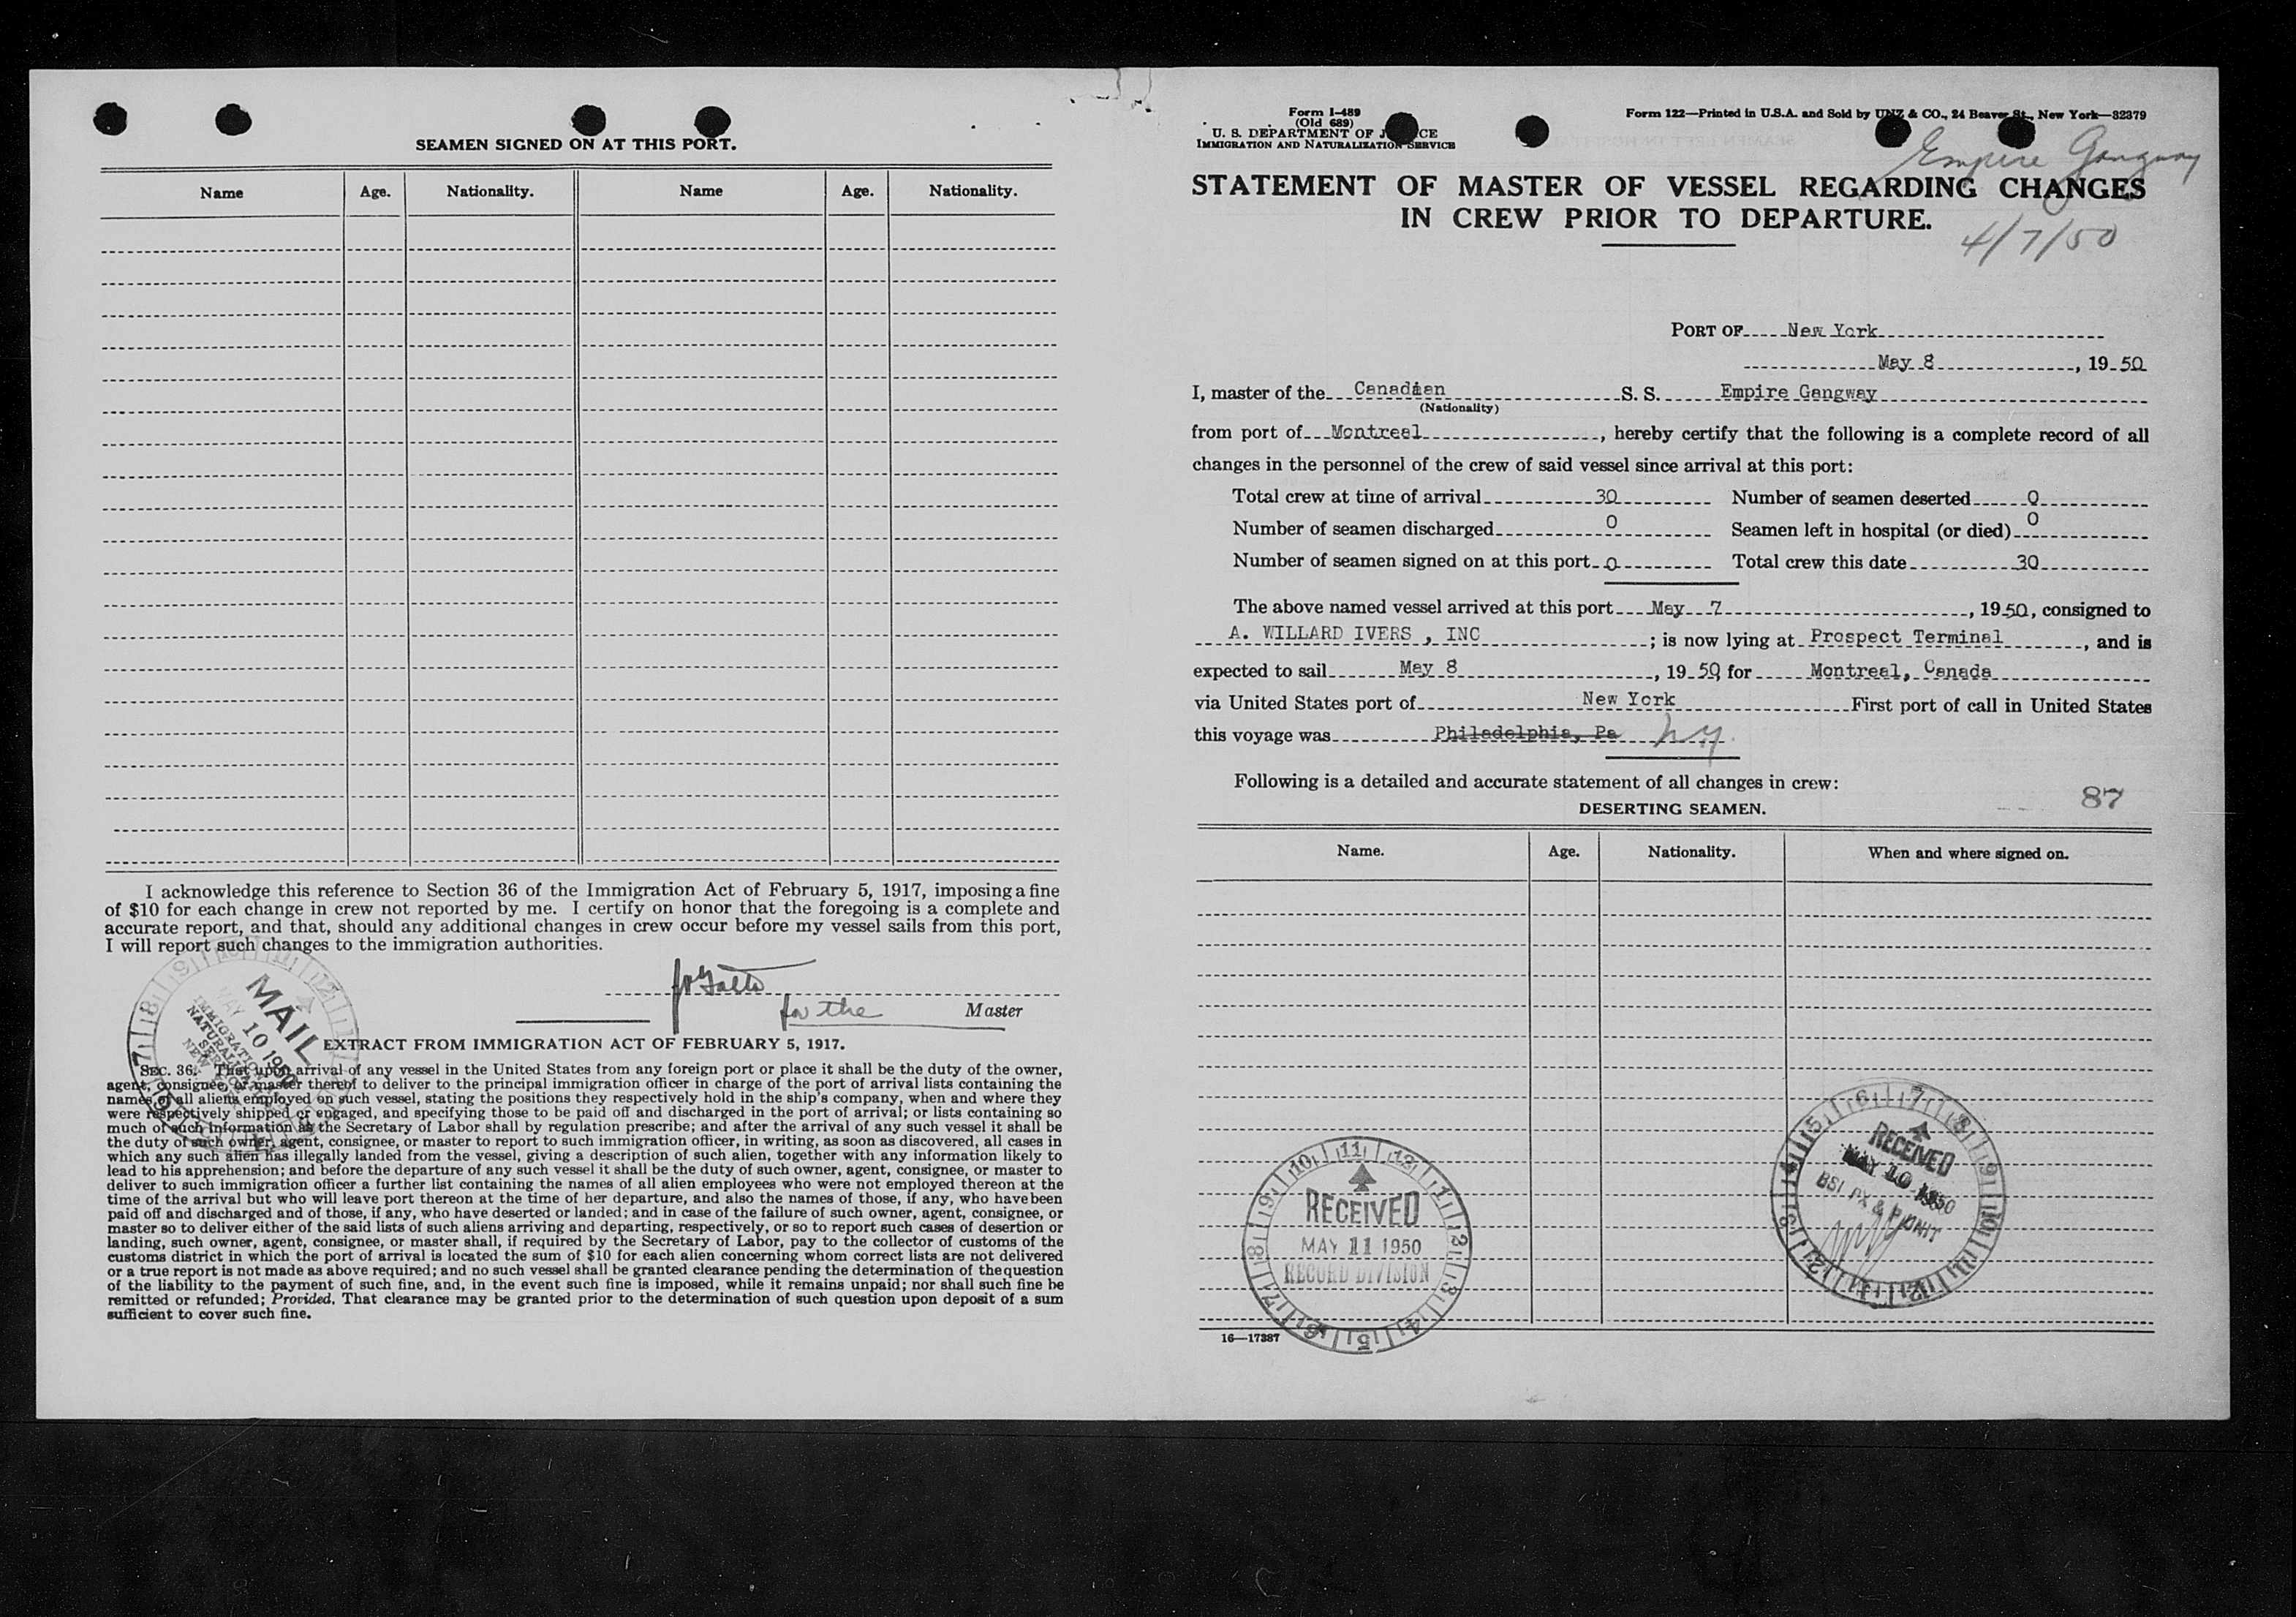 SEAMEN SIGNED ON AT THIS PORT.
Name Age. Nationality. Name Age. Nationality.
I acknowledge this reference to Section 36 of the Immigration Act of February 5, 1917, imposing a fine
of $10 for each change in crew not reported by me. I certify on honor that the foregoing is a complete and
accurate report, and that, should any additional changes in crew occur before my vessel sails from this port,
I will report such changes to the immigration authorities.
for the Master
MAIL
MAY 10 1950
IMMIGRATION
NATURALIZATION
EXTRACT FROM IMMIGRATION ACT OF FEBRUARY 5, 1917.
SEC. 36. That upon arrival of any vessel in the United States from any foreign port or place it shall be the duty of the owner,
agent, consignee, or master thereof to deliver to the principal immigration officer in charge of the port of arrival lists containing the
names of all aliens employed on such vessel, stating the positions they respectively hold in the ship's company, when and where they
were respectively shipped or engaged, and specifying those to be paid off and discharged in the port of arrival; or lists containing so
much of such information as the Secretary of Labor shall by regulation prescribe; and after the arrival of any such vessel it shall be
the duty of such owner, agent, consignee, or master to report to such immigration officer, in writing, as soon as discovered, all cases in
which any such alien has illegally landed from the vessel, giving a description of such alien, together with any information likely to
lead to his apprehension; and before the departure of any such vessel it shall be the duty of such owner, agent, consignee, or master to
deliver to such immigration officer a further list containing the names of all alien employees who were not employed thereon at the
time of the arrival but who will leave port thereon at the time of her departure, and also the names of those, if any, who have been
paid off and discharged and of those, if any, who have deserted or landed; and in case of the failure of such owner, agent, consignee, or
master so to deliver either of the said lists of such aliens arriving and departing, respectively, or so to report such cases of desertion or
landing, such owner, agent, consignee, or master shall, if required by the Secretary of Labor, pay to the collector of customs of the
customs district in which the port of arrival is located the sum of $10 for each alien concerning whom correct lists are not delivered
or a true report is not made as above required; and no such vessel shall be granted clearance pending the determination of the question
of the liability to the payment of such fine, and, in the event such fine is imposed, while it remains unpaid; nor shall such fine be
remitted or refunded; Provided, That clearance may be granted prior to the determination of such question upon deposit of a sum
sufficient to cover such fine.
Form I-489
(Old 689)
U. S. DEPARTMENT OF JUSTICE
IMMIGRATION AND NATURALIZATION SERVICE
Form 122—Printed in U.S.A. and Sold by UNZ & CO., 24 Beaver St., New York—32379
Empire Gangway
STATEMENT OF MASTER OF VESSEL REGARDING CHANGES
IN CREW PRIOR TO DEPARTURE.
4/7/50
PORT OF New York
May 8, 1950
I, master of the Canadian S. S. Empire Gangway
(Nationality)
from port of Montreal, hereby certify that the following is a complete record of all
changes in the personnel of the crew of said vessel since arrival at this port:
Total crew at time of arrival 30 Number of seamen deserted 0
Number of seamen discharged 0 Seamen left in hospital (or died) 0
Number of seamen signed on at this port 0 Total crew this date 30
The above named vessel arrived at this port May 7, 1950, consigned to
A. WILLARD IVERS , INC; is now lying at Prospect Terminal, and is
expected to sail May 8, 1950 for Montreal, Canada
via United States port of New York First port of call in United States
this voyage was Philadelphia, Pa NY.
Following is a detailed and accurate statement of all changes in crew:
87
DESERTING SEAMEN.
Name. Age. Nationality. When and where signed on.
RECEIVED
MAY 10 1950
BSI PX & P UNIT
RECEIVED
MAY 11 1950
RECORD DIVISION
16—17387